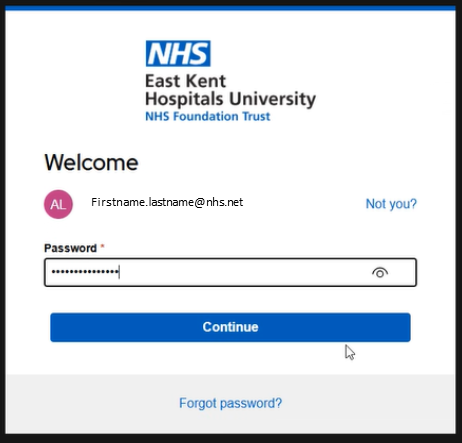 NHS
East Kent
Hospitals University
NHS Foundation Trust
Welcome
AL
Firstname.lastname@nhs.net
Not you?
Password *
•••••••••••••••
Continue
Forgot password?